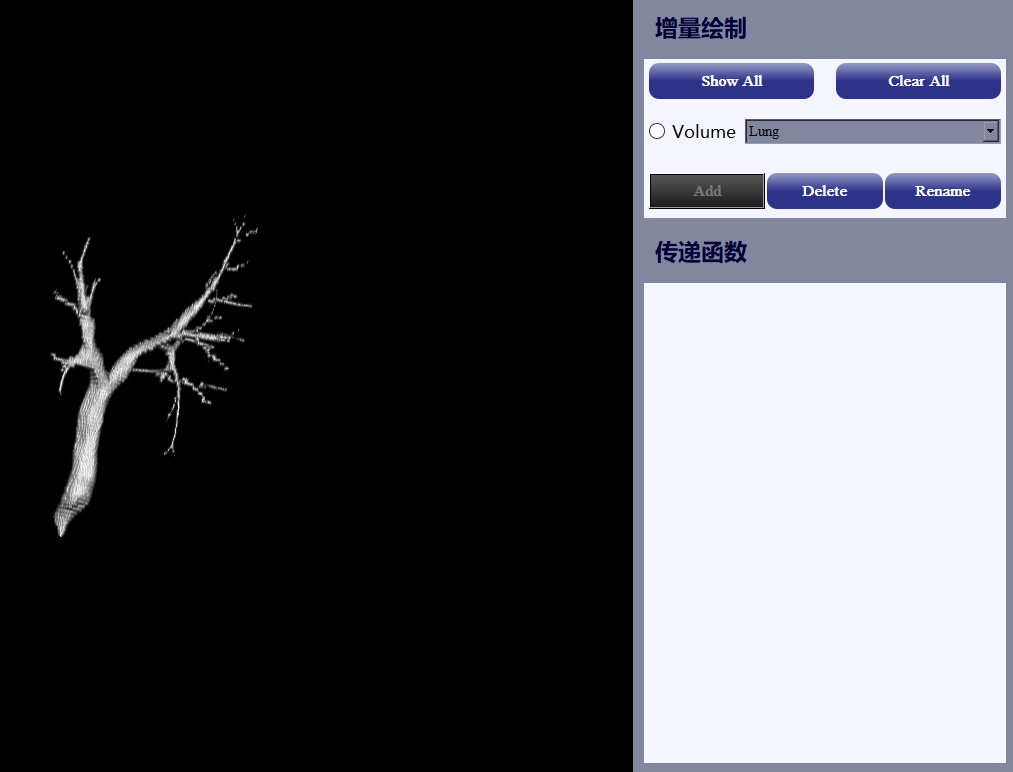 增量绘制
Show All
Clear All
Volume
Lung
Add
Delete
Rename
传递函数